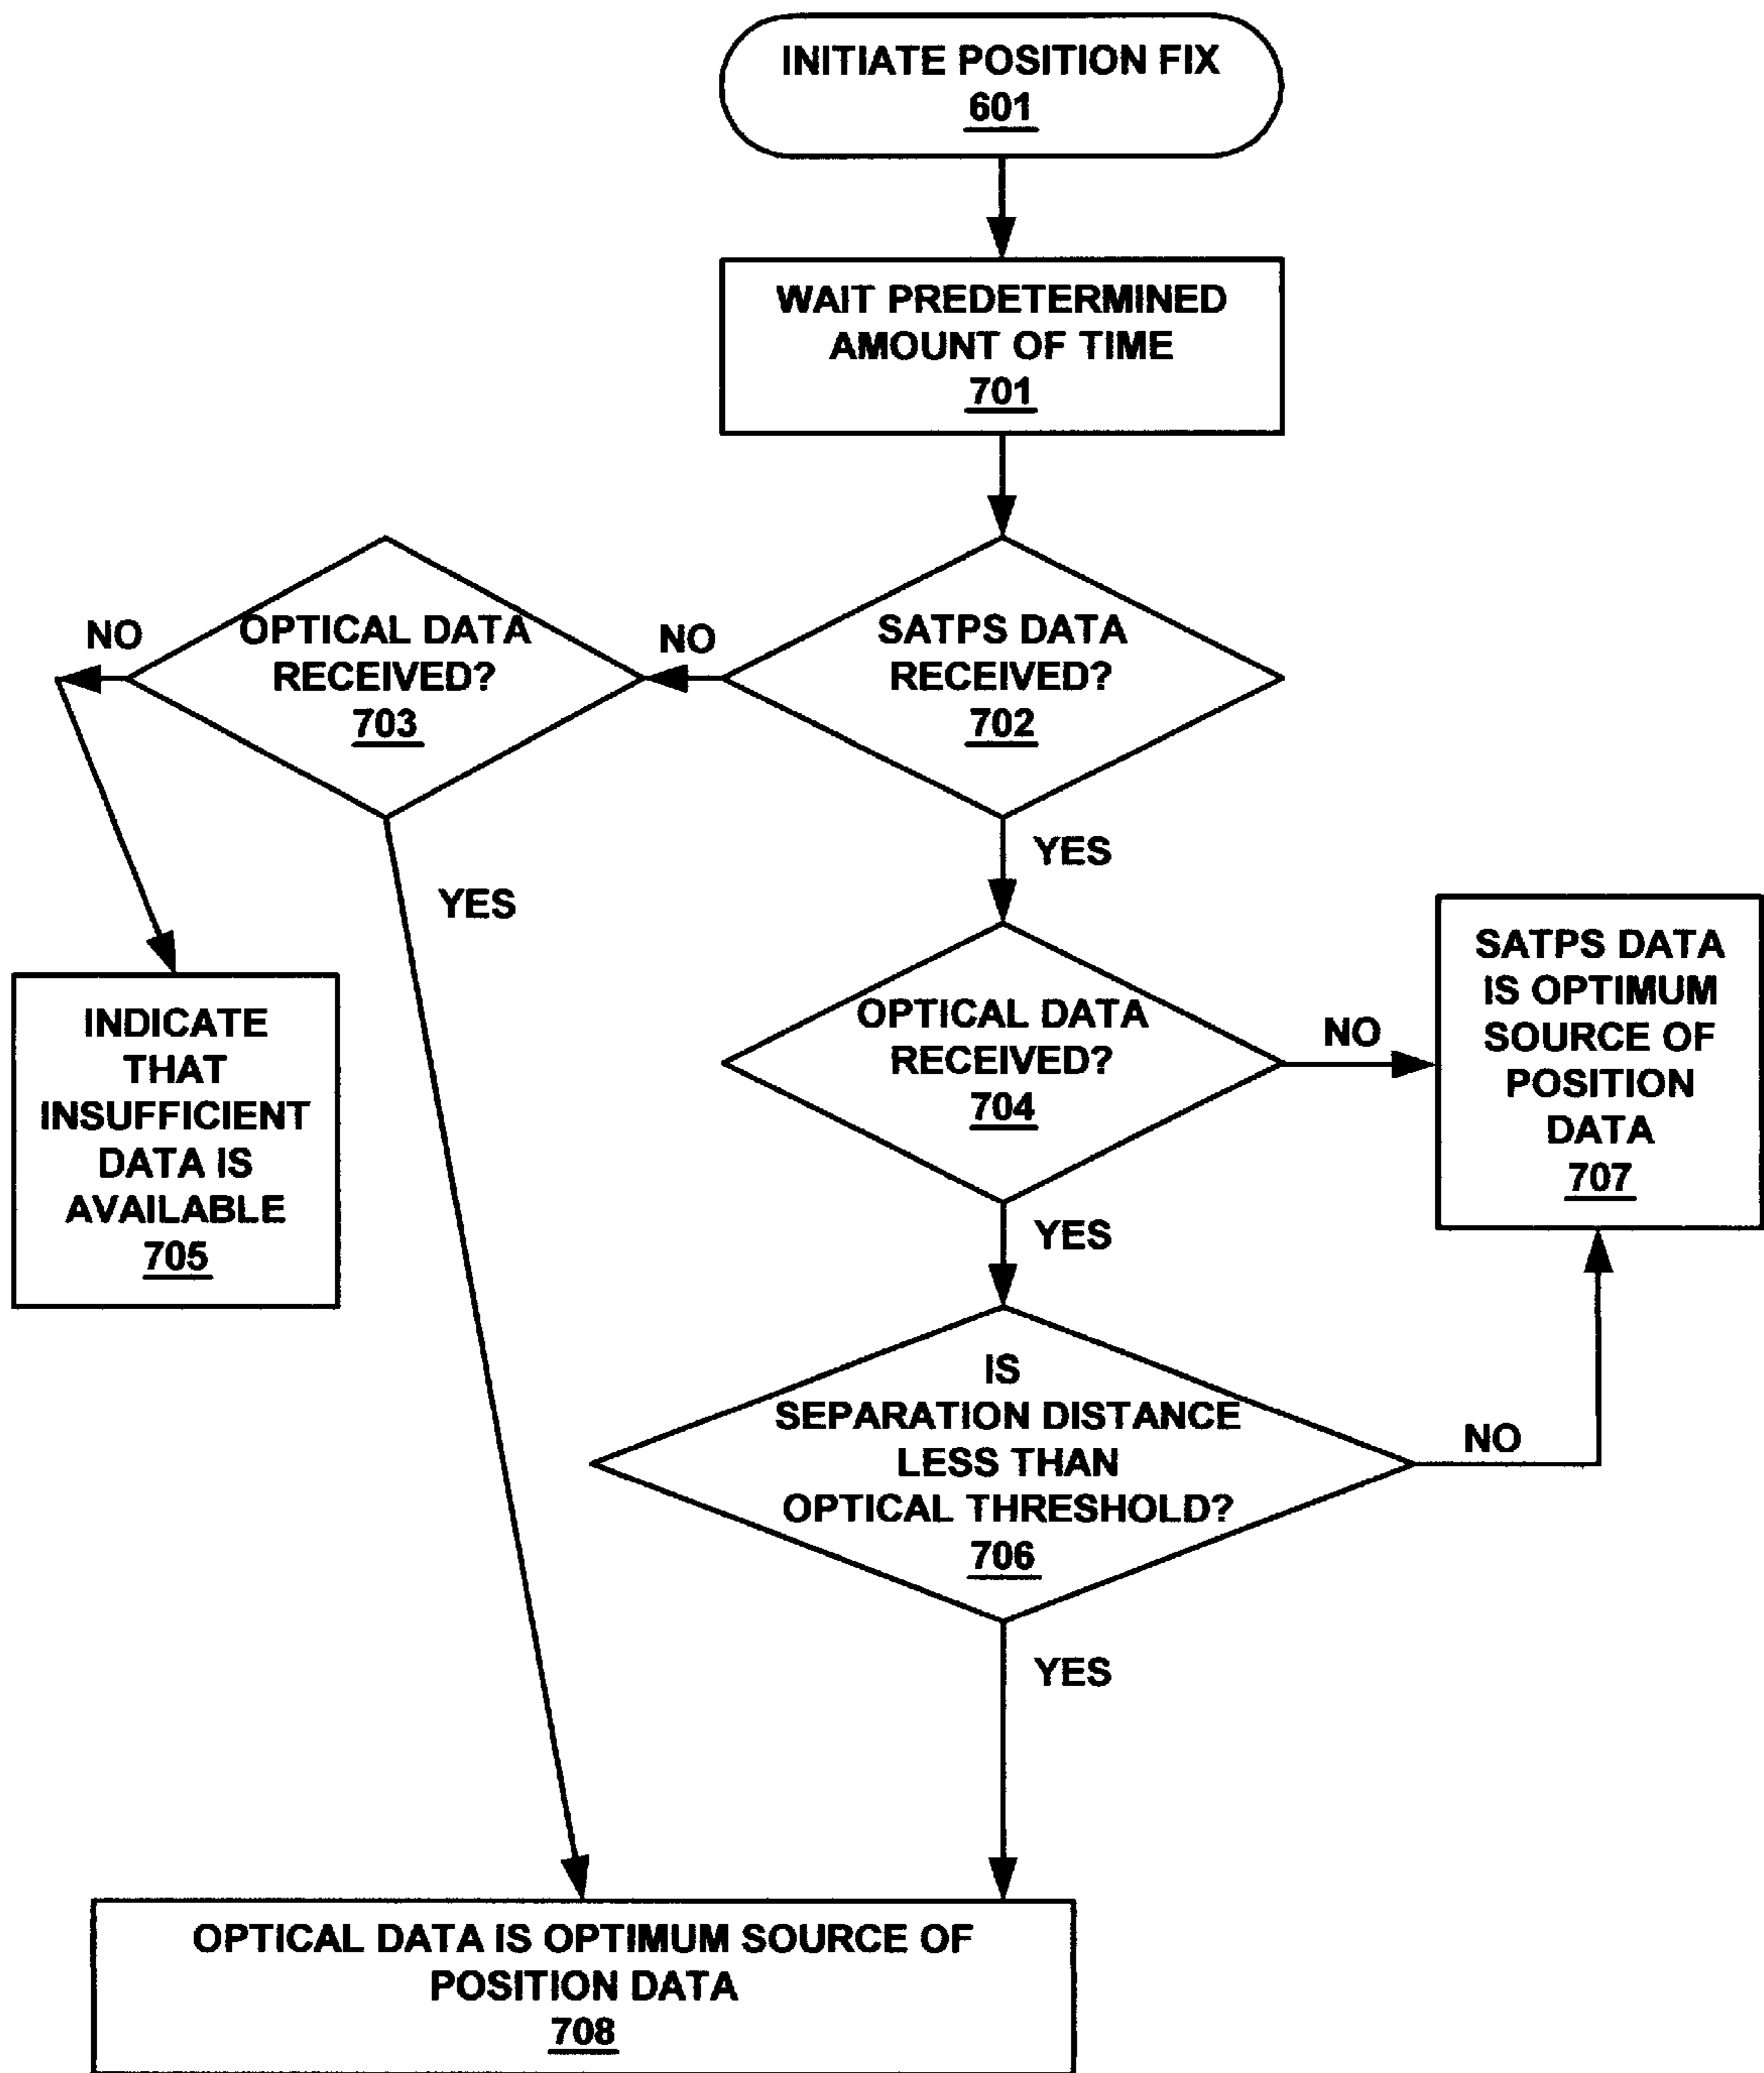 INITIATE POSITION FIX
601
WAIT PREDETERMINED
AMOUNT OF TIME
701
SATPS DATA
RECEIVED?
702
NO
OPTICAL DATA
RECEIVED?
703
NO
YES
YES
INDICATE
THAT
INSUFFICIENT
DATA IS
AVAILABLE
705
OPTICAL DATA
RECEIVED?
704
NO
SATPS DATA
IS OPTIMUM
SOURCE OF
POSITION
DATA
707
YES
IS
SEPARATION DISTANCE
LESS THAN
OPTICAL THRESHOLD?
706
NO
YES
OPTICAL DATA IS OPTIMUM SOURCE OF
POSITION DATA
708